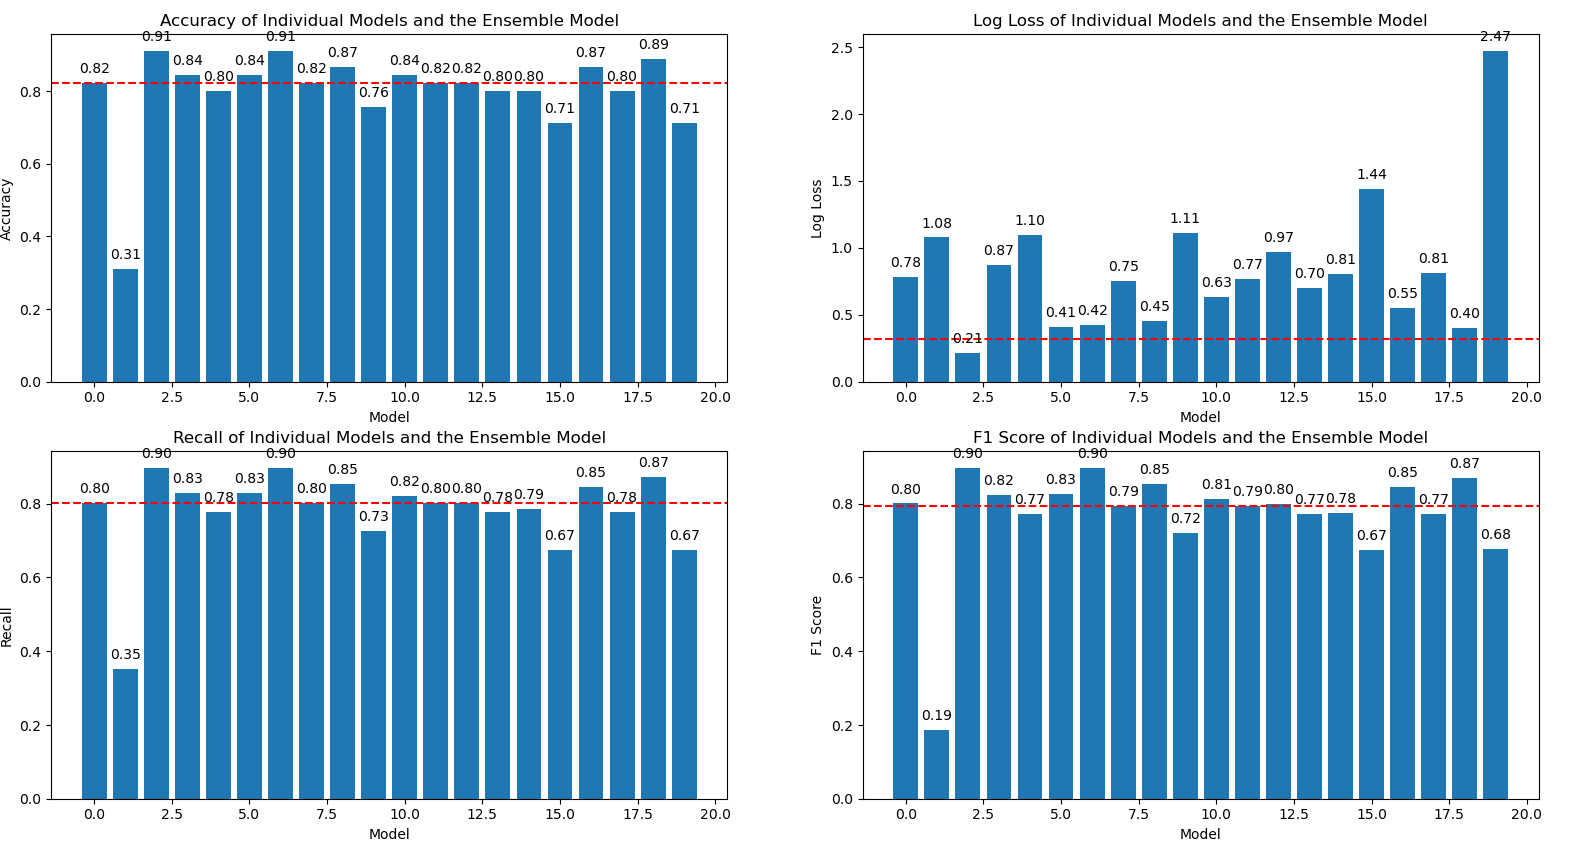 Accuracy of Individual Models and the Ensemble Model
0.82 0.31 0.91 0.84 0.80 0.84 0.91 0.82 0.87 0.76 0.84 0.82 0.82 0.80 0.80 0.71 0.87 0.80 0.89 0.71
0.8
0.6
0.4
0.2
0.0
Accuracy
0.0 2.5 5.0 7.5 10.0 12.5 15.0 17.5 20.0
Model
Log Loss of Individual Models and the Ensemble Model
0.78 1.08 0.21 0.87 1.10 0.41 0.42 0.75 0.45 1.11 0.63 0.77 0.97 0.70 0.81 1.44 0.55 0.81 0.40 2.47
2.5
2.0
1.5
1.0
0.5
0.0
Log Loss
0.0 2.5 5.0 7.5 10.0 12.5 15.0 17.5 20.0
Model
Recall of Individual Models and the Ensemble Model
0.80 0.35 0.90 0.83 0.78 0.83 0.90 0.80 0.85 0.73 0.82 0.80 0.80 0.78 0.79 0.67 0.85 0.78 0.87 0.67
0.8
0.6
0.4
0.2
0.0
Recall
0.0 2.5 5.0 7.5 10.0 12.5 15.0 17.5 20.0
Model
F1 Score of Individual Models and the Ensemble Model
0.80 0.19 0.90 0.82 0.77 0.83 0.90 0.79 0.85 0.72 0.81 0.79 0.80 0.77 0.78 0.67 0.85 0.77 0.87 0.68
0.8
0.6
0.4
0.2
0.0
F1 Score
0.0 2.5 5.0 7.5 10.0 12.5 15.0 17.5 20.0
Model